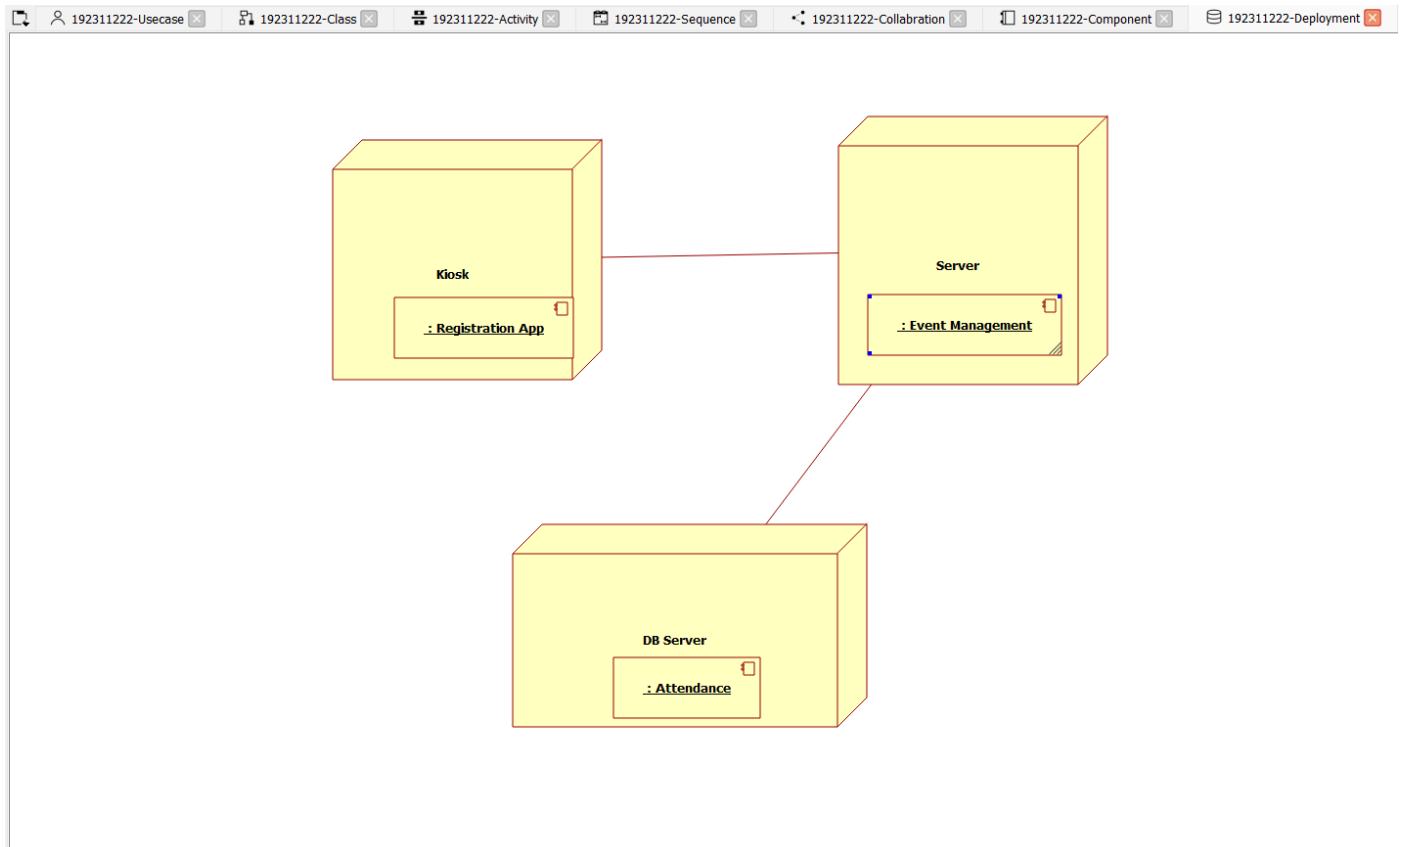 192311222-Usecase
192311222-Class
192311222-Activity
192311222-Sequence
192311222-Collabration
192311222-Component
192311222-Deployment
Kiosk
: Registration App
Server
: Event Management
DB Server
: Attendance